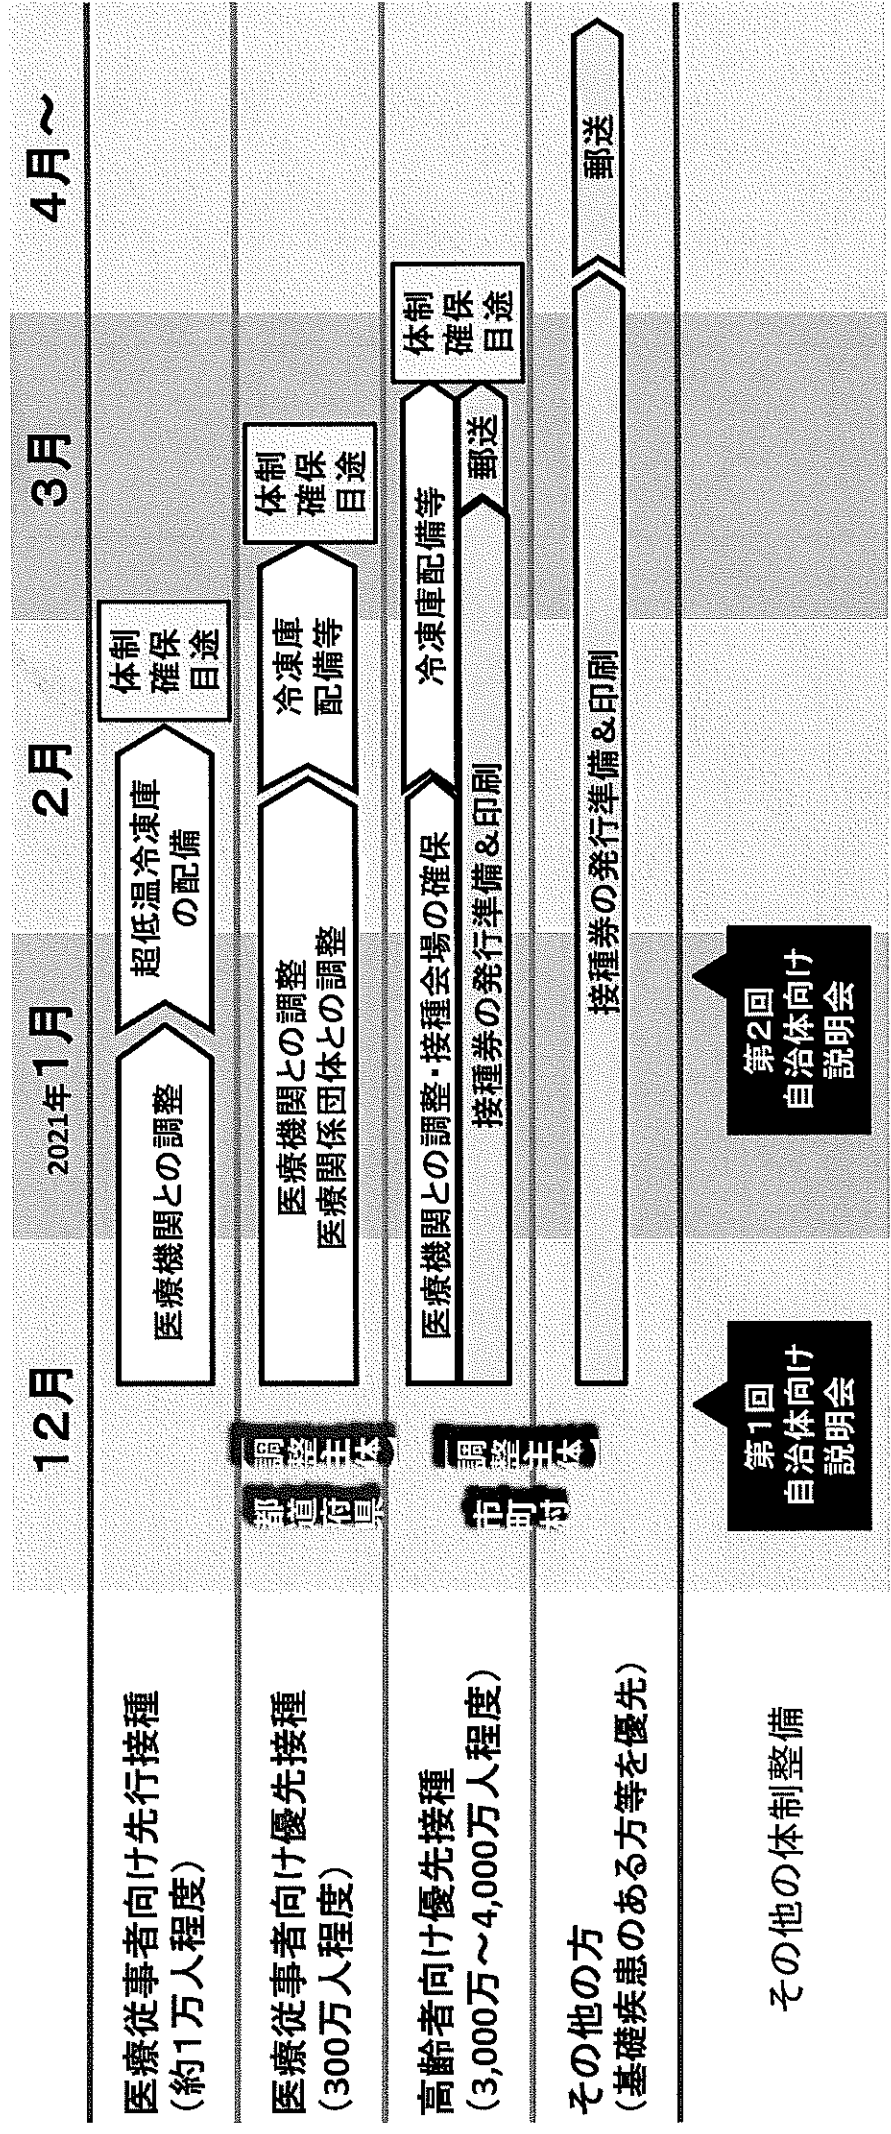 12月
2021年1月
2月
3月
4月～
医療従事者向け先行接種
（約1万人程度）
医療機関との調整
超低温冷凍庫
の配備
体制
確保
目途
医療従事者向け優先接種
（300万人程度）
都道府県
調整主体
医療機関との調整
医療関係団体との調整
冷凍庫
配備等
体制
確保
目途
高齢者向け優先接種
（3,000万～4,000万人程度）
市町村
調整主体
医療機関との調整・接種会場の確保
冷凍庫配備等
接種券の発行準備＆印刷
郵送
体制
確保
目途
その他の方
（基礎疾患のある方等を優先）
接種券の発行準備＆印刷
郵送
その他の体制整備
第1回
自治体向け
説明会
第2回
自治体向け
説明会